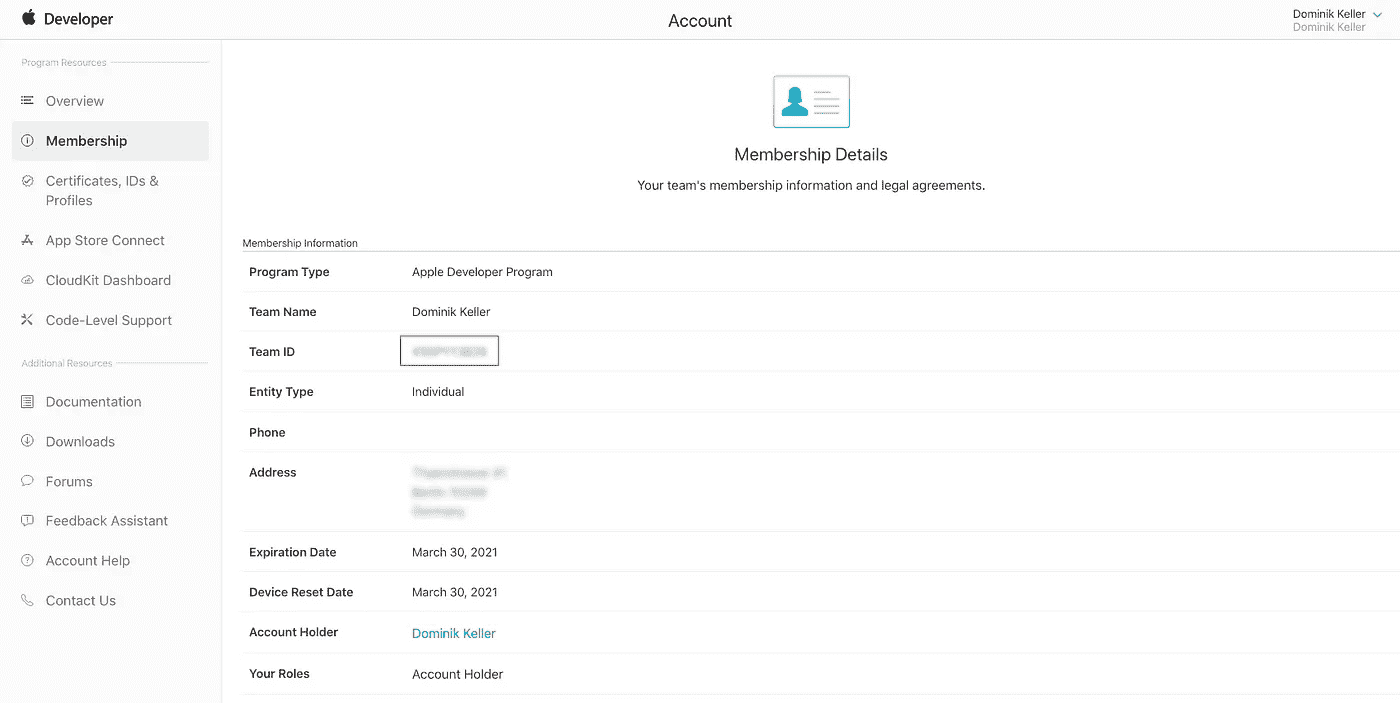 Developer
Account
Dominik Keller
Dominik Keller
Program Resources
Overview
Membership
Certificates, IDs &
Profiles
App Store Connect
CloudKit Dashboard
Code-Level Support
Additional Resources
Documentation
Downloads
Forums
Feedback Assistant
Account Help
Contact Us
Membership Details
Your team's membership information and legal agreements.
Membership Information
Program Type Apple Developer Program
Team Name Dominik Keller
Team ID
Entity Type Individual
Phone
Address
Expiration Date March 30, 2021
Device Reset Date March 30, 2021
Account Holder Dominik Keller
Your Roles Account Holder